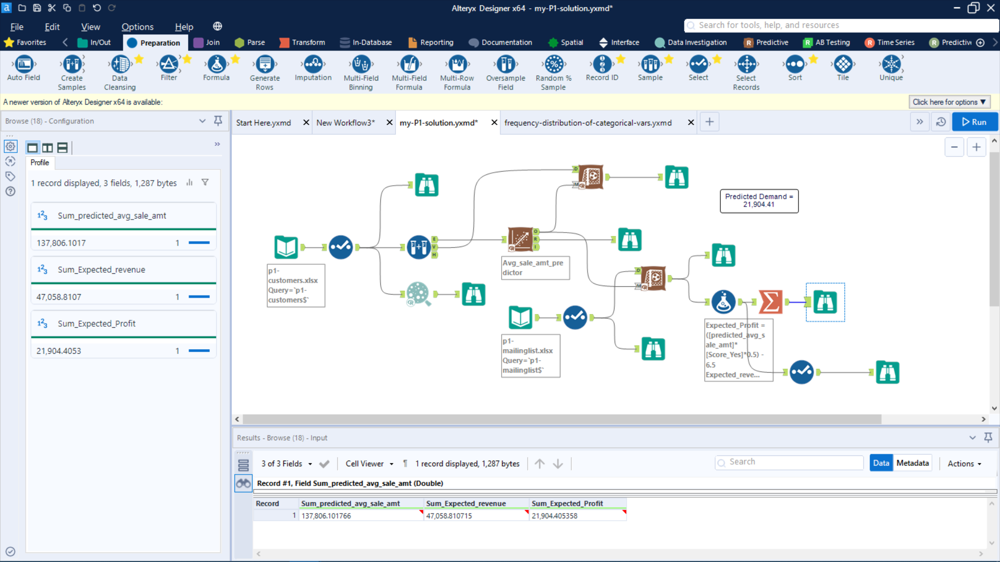 Alteryx Designer x64 - my-P1-solution.yxmd*
File Edit View Options Help
Search for tools, help, and resources
Favorites In/Out Preparation Join Parse Transform In-Database Reporting Documentation Spatial Interface Data Investigation Predictive AB Testing Time Series Predictiv
Auto Field
Create Samples
Data Cleansing
Filter
Formula
Generate Rows
Imputation
Multi-Field Binning
Multi-Field Formula
Multi-Row Formula
Oversample Field
Random % Sample
Record ID
Sample
Select
Select Records
Sort
Tile
Unique
A newer version of Alteryx Designer x64 is available:
Click here for options ▼
Browse (18) - Configuration
Start Here.yxmd
New Workflow3*
my-P1-solution.yxmd*
frequency-distribution-of-categorical-vars.yxmd
Run
Profile
1 record displayed, 3 fields, 1,287 bytes
Sum_predicted_avg_sale_amt
137,806.1017 1
Sum_Expected_revenue
47,058.8107 1
Sum_Expected_Profit
21,904.4053 1
Predicted Demand =
21,904.41
p1-
customers.xlsx
Query=`p1-
customers$`
E
V
H
O
R
I
D
M
Avg_sale_amt_pre
dictor
D
M
p1-
mailinglist.xlsx
Query=`p1-
mailinglist$`
Expected_Profit =
([predicted_avg_s
ale_amt]*
[Score_Yes]*0.5) -
6.5
Expected_reve...
Results - Browse (18) - Input
3 of 3 Fields Cell Viewer 1 record displayed, 1,287 bytes
Search
Data Metadata
Actions
Record #1, Field Sum_predicted_avg_sale_amt (Double)
Record Sum_predicted_avg_sale_amt Sum_Expected_revenue Sum_Expected_Profit
1 137,806.101766 47,058.810715 21,904.405358